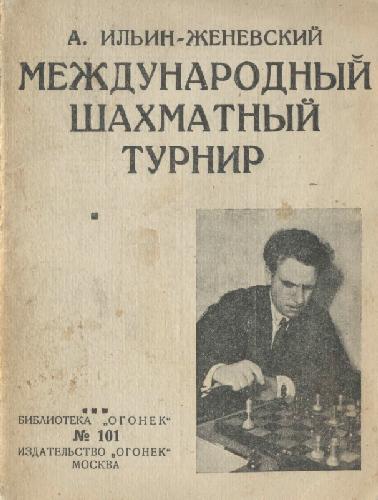 А. ИЛЬИН-ЖЕНЕВСКИЙ
МЕЖДУНАРОДНЫЙ
ШАХМАТНЫЙ
ТУРНИР
БИБЛИОТЕКА „ОГОНЕК“
№ 101
ИЗДАТЕЛЬСТВО „ОГОНЕК“
МОСКВА